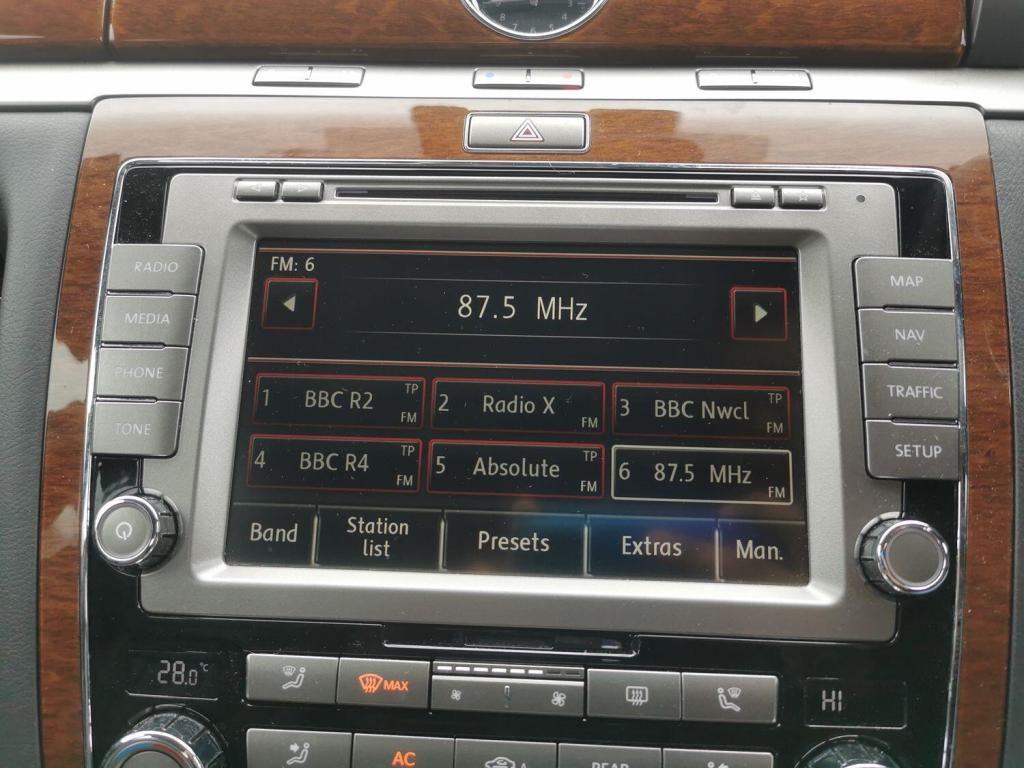 RADIO
MEDIA
PHONE
TONE
FM: 6
87.5 MHz
1 BBC R2 TP FM
2 Radio X FM
3 BBC Nwcl TP FM
4 BBC R4 TP FM
5 Absolute TP FM
6 87.5 MHz FM
Band
Station
list
Presets
Extras
Man.
MAP
NAV
TRAFFIC
SETUP
28.0 °C
MAX
HI
AC
A
REAR